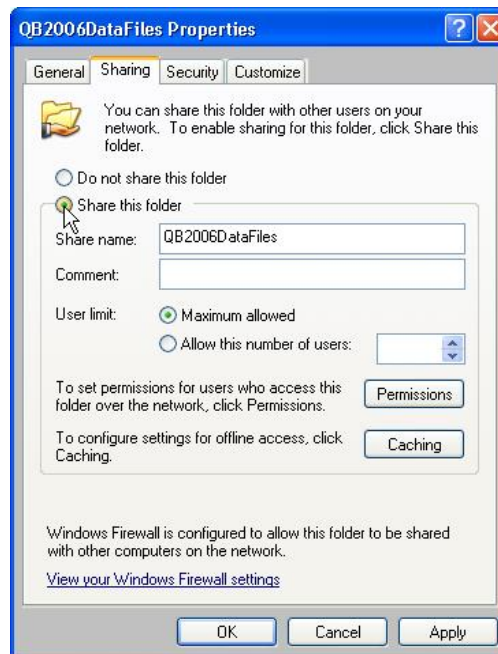 QB2006DataFiles Properties
General Sharing Security Customize
You can share this folder with other users on your
network. To enable sharing for this folder, click Share this
folder.
Do not share this folder
Share this folder
Share name: QB2006DataFiles
Comment:
User limit: Maximum allowed
Allow this number of users:
To set permissions for users who access this
folder over the network, click Permissions.
Permissions
To configure settings for offline access, click
Caching.
Caching
Windows Firewall is configured to allow this folder to be shared
with other computers on the network.
View your Windows Firewall settings
OK Cancel Apply